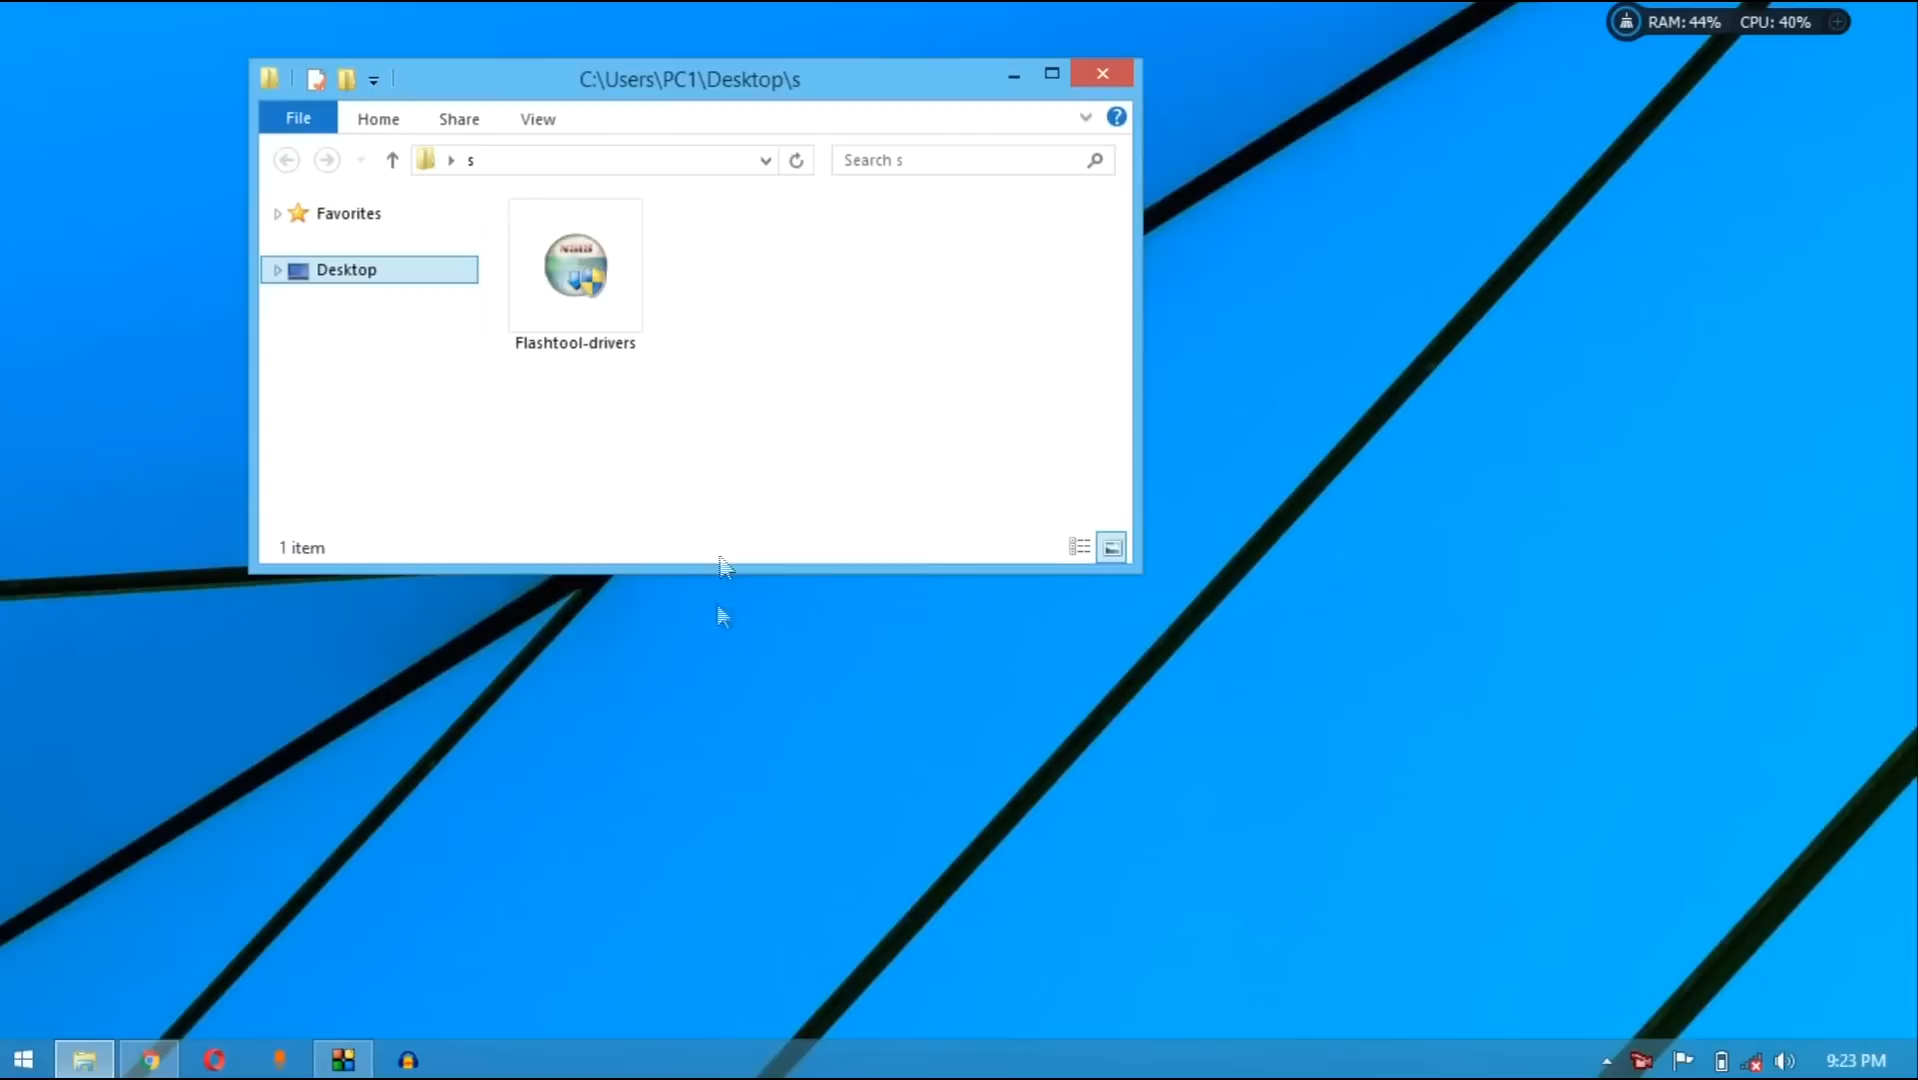 RAM: 44% CPU: 40%
C:\Users\PC1\Desktop\s
File Home Share View
s
Search s
Favorites
NSIS
Desktop
Flashtool-drivers
1 item
9:23 PM